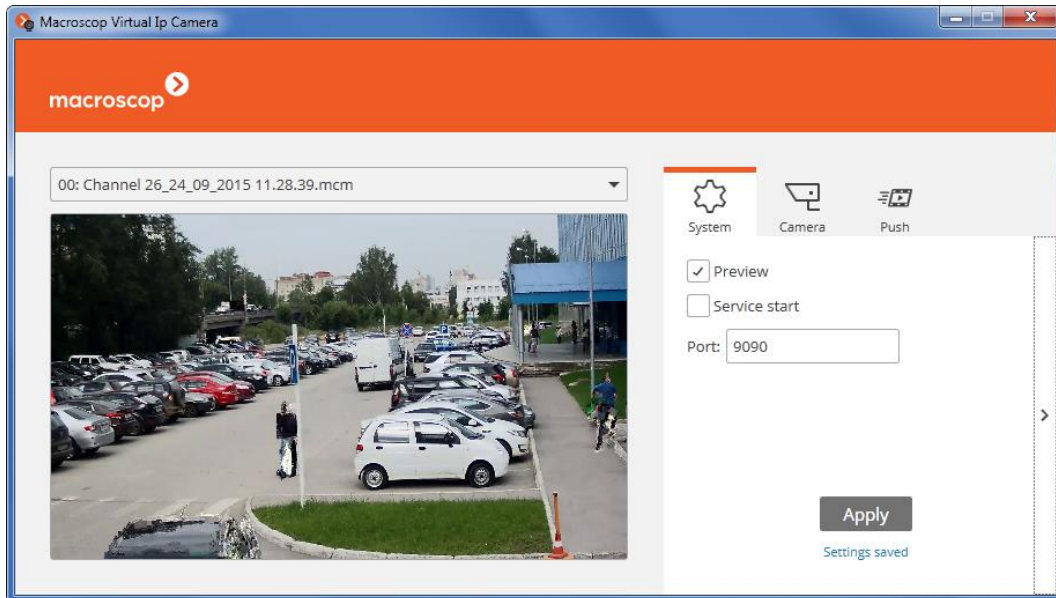 Macroscop Virtual Ip Camera
macroscop
00: Channel 26_24_09_2015 11.28.39.mcm
System
Camera
Push
Preview
Service start
Port: 9090
Apply
Settings saved